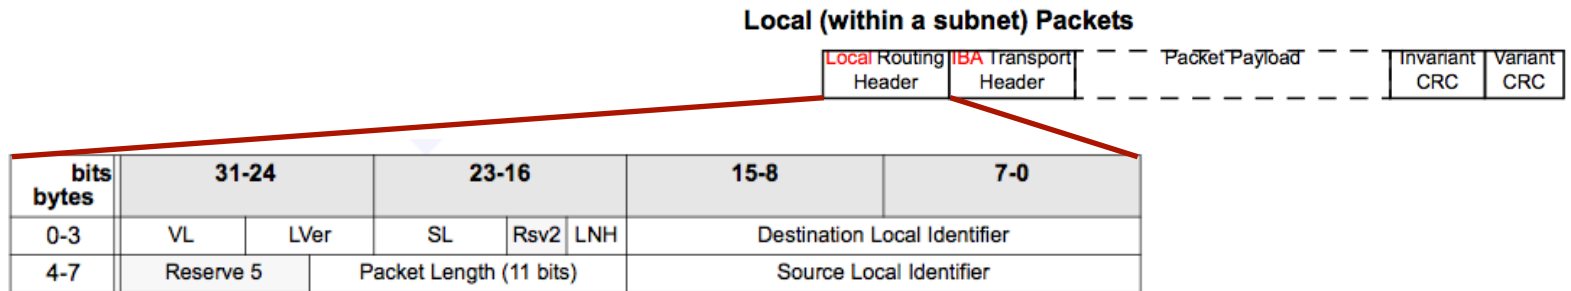 Local (within a subnet) Packets
Local Routing Header IBA Transport Header Packet Payload Invariant CRC Variant CRC
bits bytes 31-24 23-16 15-8 7-0
0-3 VL LVer SL Rsv2 LNH Destination Local Identifier
4-7 Reserve 5 Packet Length (11 bits) Source Local Identifier